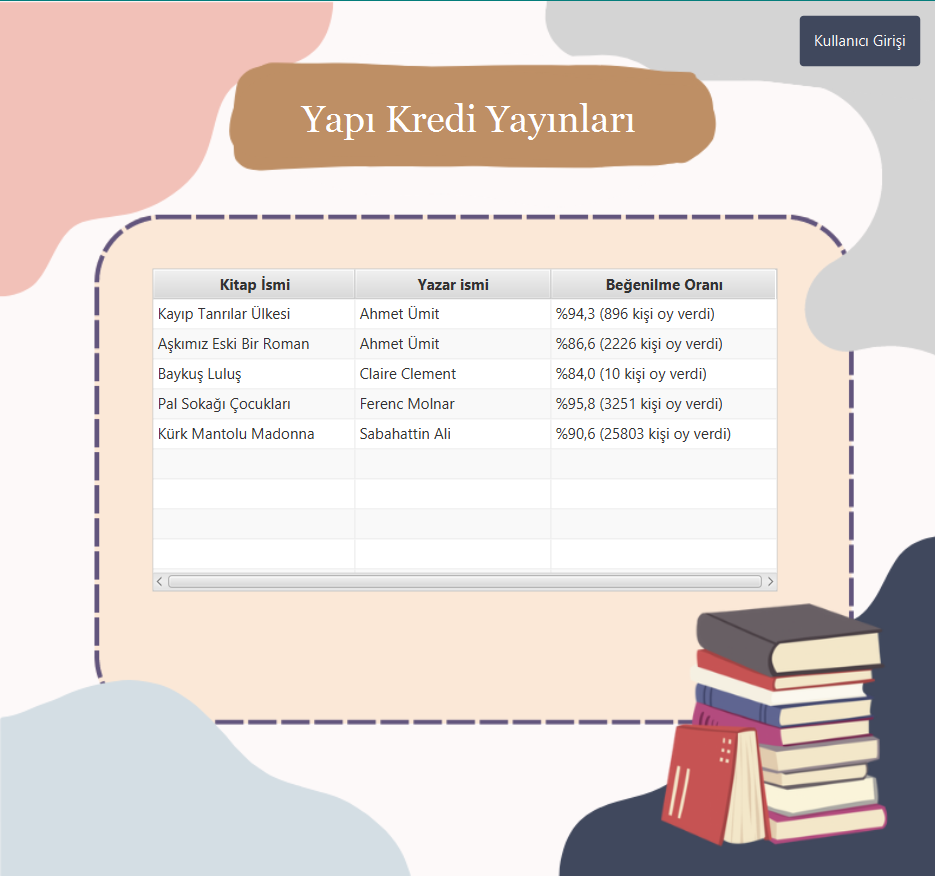 Kullanıcı Girişi
Yapı Kredi Yayınları
Kitap İsmi Yazar ismi Beğenilme Oranı
Kayıp Tanrılar Ülkesi Ahmet Ümit %94,3 (896 kişi oy verdi)
Aşkımız Eski Bir Roman Ahmet Ümit %86,6 (2226 kişi oy verdi)
Baykuş Luluş Claire Clement %84,0 (10 kişi oy verdi)
Pal Sokağı Çocukları Ferenc Molnar %95,8 (3251 kişi oy verdi)
Kürk Mantolu Madonna Sabahattin Ali %90,6 (25803 kişi oy verdi)